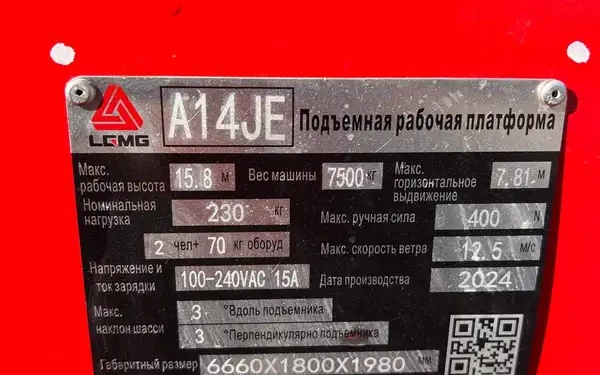 LGMG A14JE Подъемная рабочая платформа
Макс. рабочая высота 15.8 м Вес машины 7500 кг Макс. горизонтальное выдвижение 7.81 м
Номинальная нагрузка 230 кг Макс. ручная сила 400 N
2 чел+ 70 кг оборуд Макс. скорость ветра 12.5 м/с
Напряжение и ток зарядки 100-240VAC 15A Дата производства 2024
Макс. наклон шасси 3 °Вдоль подъемника
3 °Перпендикулярно подъемника
Габаритный размер 6660X1800X1980 мм